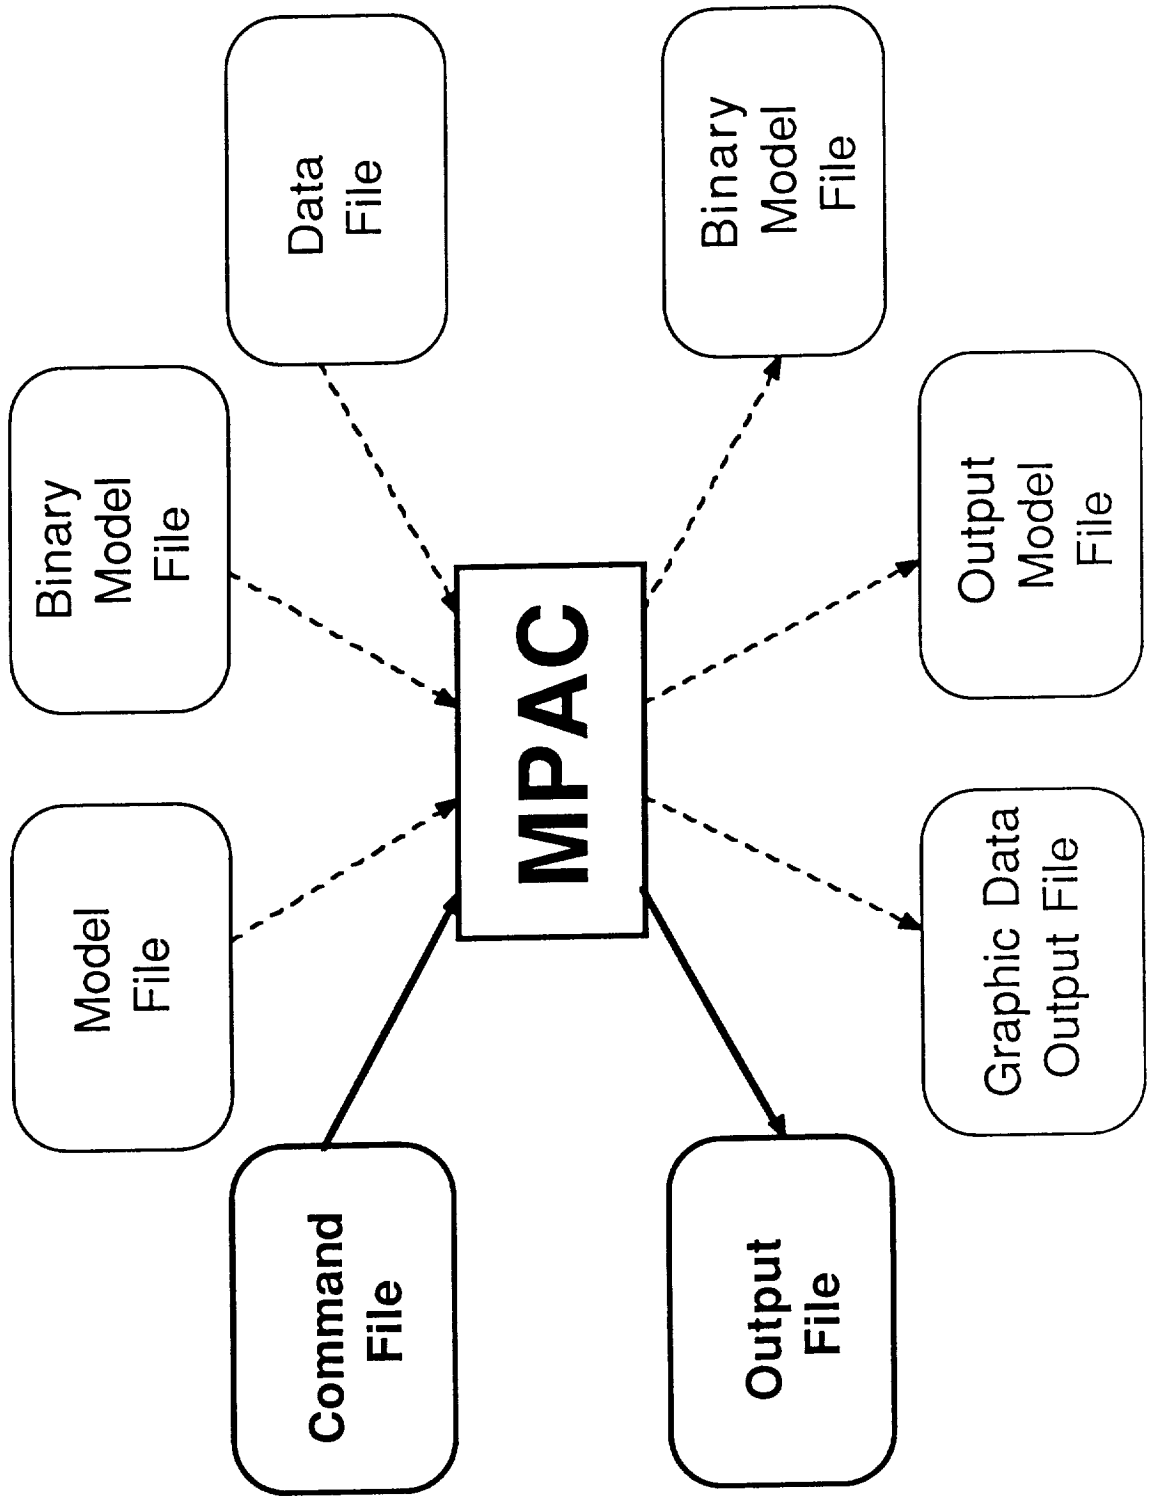 Command
File
Model
File
Binary
Model
File
Data
File
MPAC
Output
File
Graphic Data
Output File
Output
Model
File
Binary
Model
File